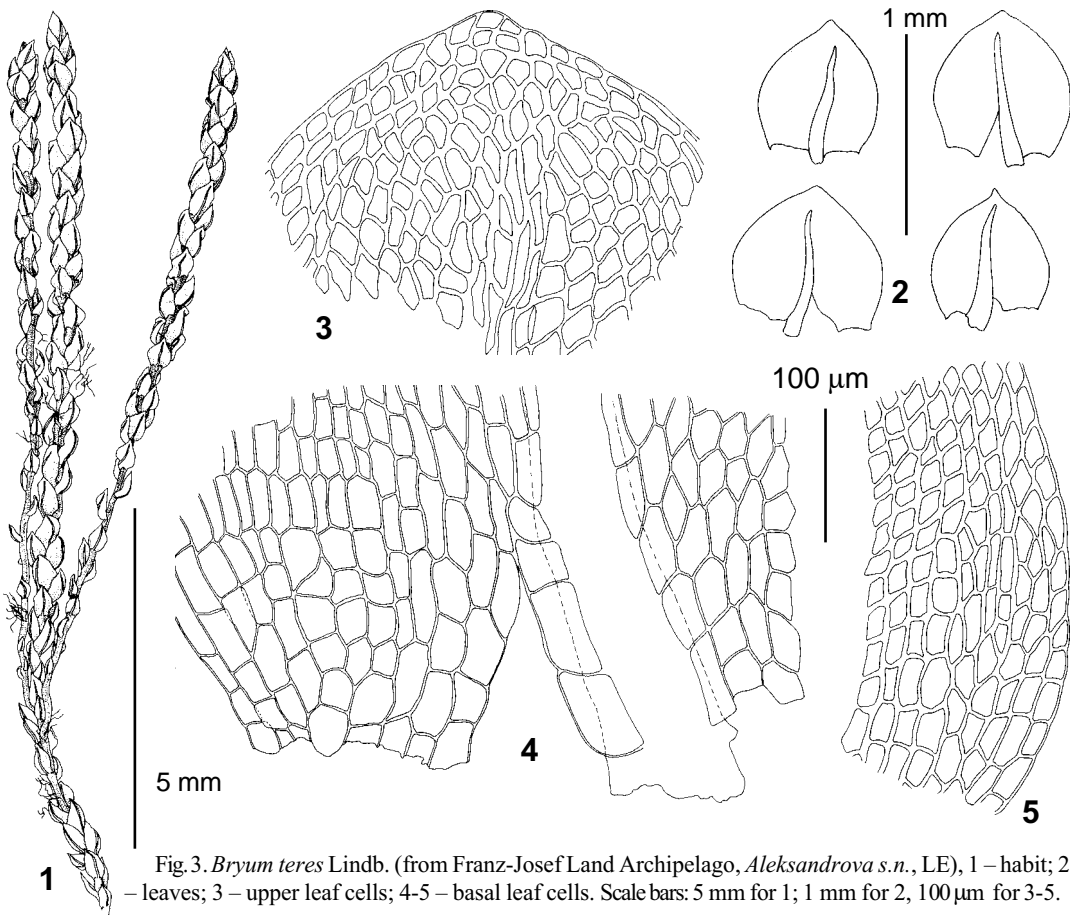 1 mm
3
2
100 µm
4
5 mm
5
1
Fig. 3. Bryum teres Lindb. (from Franz-Josef Land Archipelago, Aleksandrova s.n., LE), 1 – habit; 2
– leaves; 3 – upper leaf cells; 4-5 – basal leaf cells. Scale bars: 5 mm for 1; 1 mm for 2, 100 µm for 3-5.